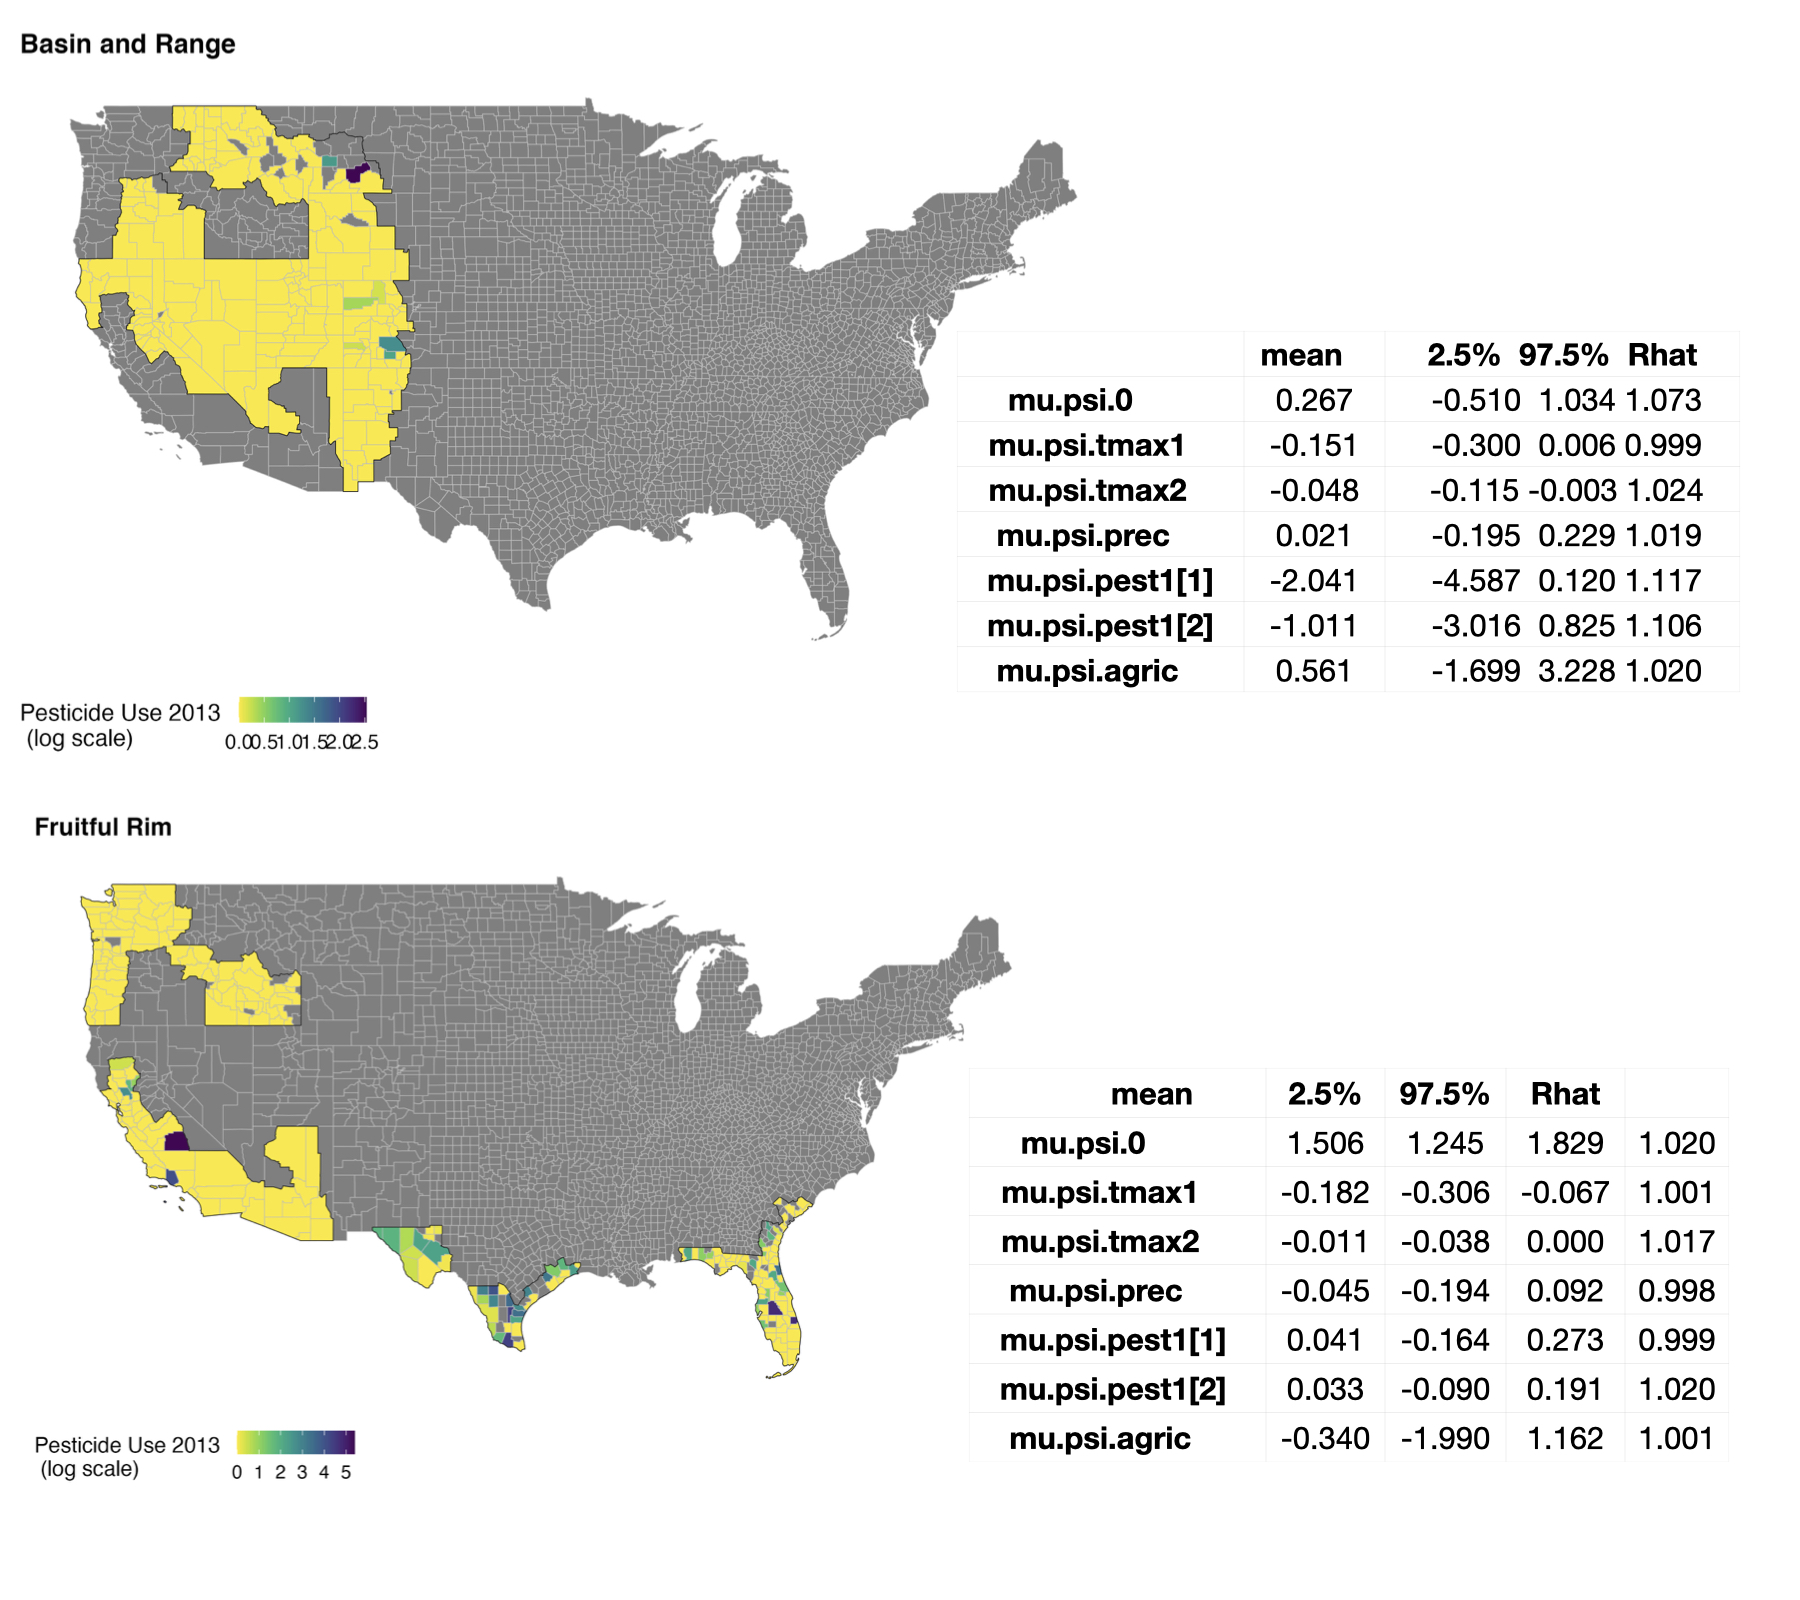 Basin and Range
mean 2.5% 97.5% Rhat
mu.psi.0 0.267 -0.510 1.034 1.073
mu.psi.tmax1 -0.151 -0.300 0.006 0.999
mu.psi.tmax2 -0.048 -0.115 -0.003 1.024
mu.psi.prec 0.021 -0.195 0.229 1.019
mu.psi.pest1[1] -2.041 -4.587 0.120 1.117
mu.psi.pest1[2] -1.011 -3.016 0.825 1.106
mu.psi.agric 0.561 -1.699 3.228 1.020
Pesticide Use 2013
(log scale)
0.00.51.01.52.02.5
Fruitful Rim
mean 2.5% 97.5% Rhat
mu.psi.0 1.506 1.245 1.829 1.020
mu.psi.tmax1 -0.182 -0.306 -0.067 1.001
mu.psi.tmax2 -0.011 -0.038 0.000 1.017
mu.psi.prec -0.045 -0.194 0.092 0.998
mu.psi.pest1[1] 0.041 -0.164 0.273 0.999
mu.psi.pest1[2] 0.033 -0.090 0.191 1.020
mu.psi.agric -0.340 -1.990 1.162 1.001
Pesticide Use 2013
(log scale)
0 1 2 3 4 5